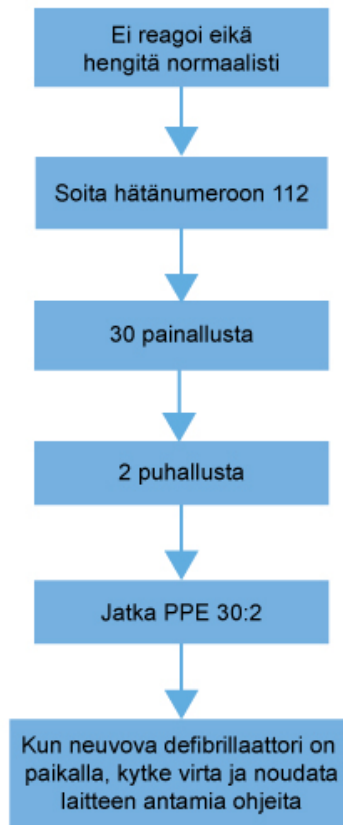 Ei reagoi eikä
hengitä normaalisti
Soita hätänumeroon 112
30 painallusta
2 puhallusta
Jatka PPE 30:2
Kun neuvova defibrillaattori on
paikalla, kytke virta ja noudata
laitteen antamia ohjeita